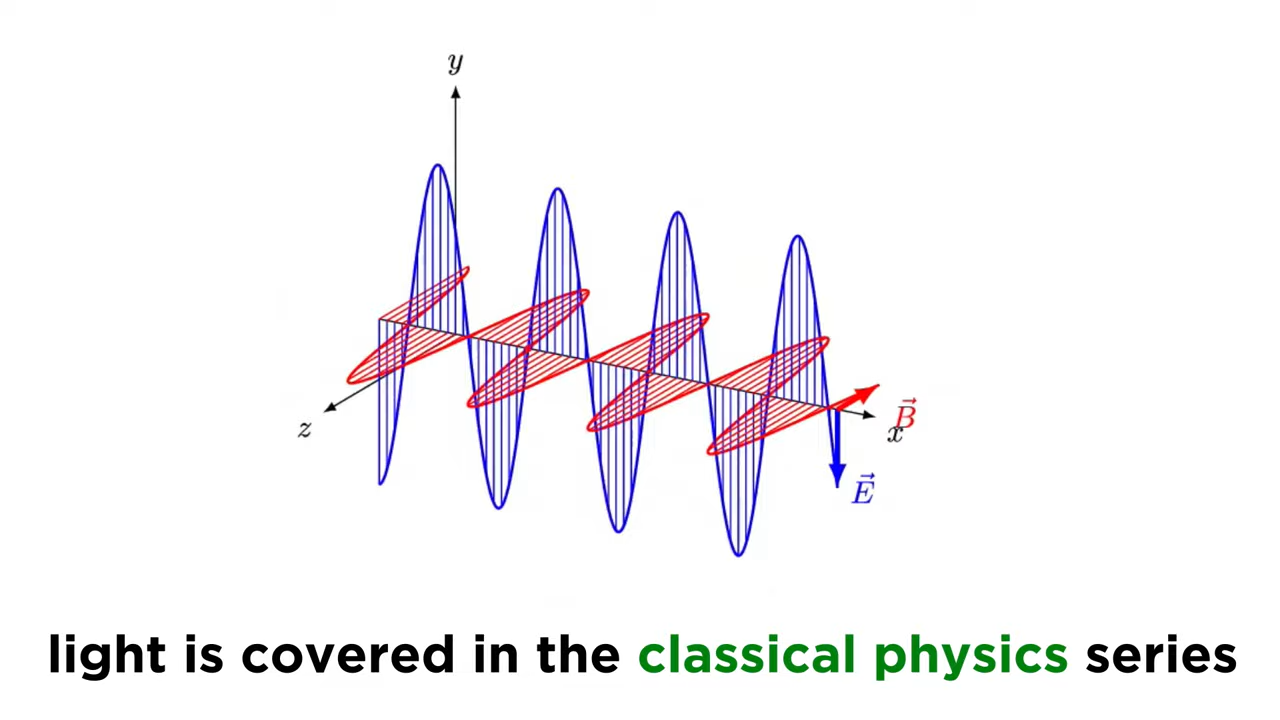 y
z
x
B⃗
E⃗
light is covered in the classical physics series